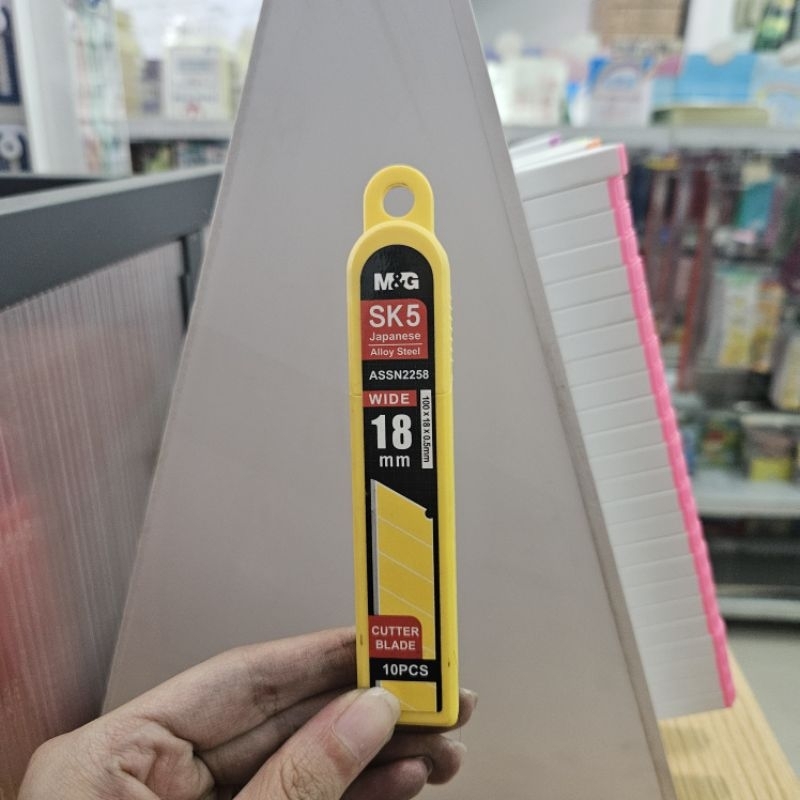 M&G
SK5
Japanese
Alloy Steel
ASSN2258
WIDE
18
mm
100 x 18 x 0.5mm
CUTTER
BLADE
10PCS